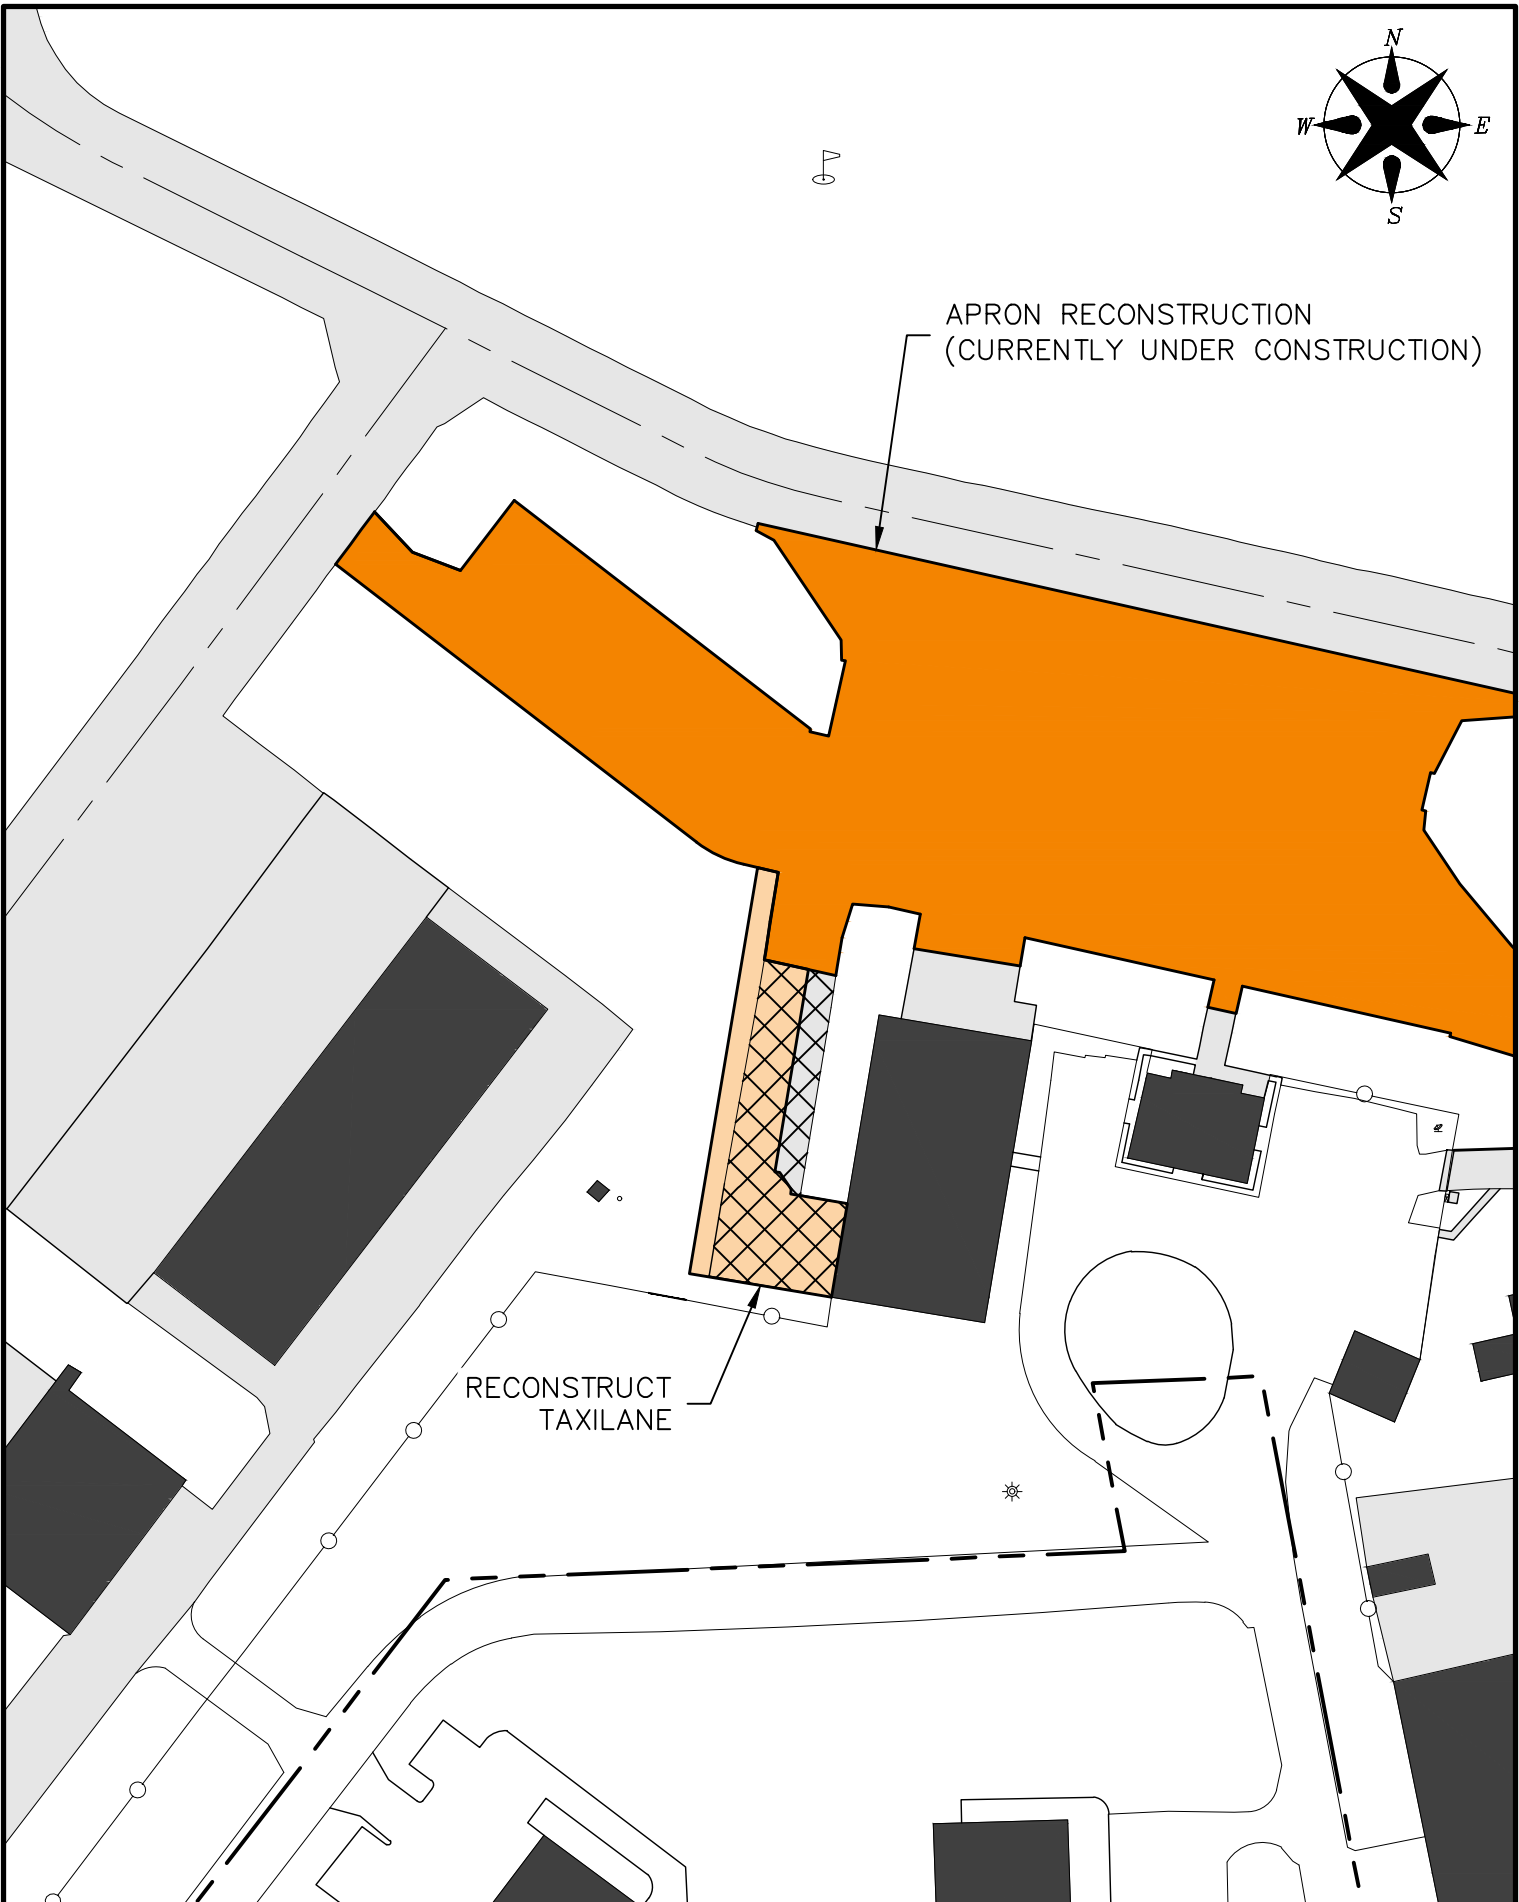 N
W E
S
APRON RECONSTRUCTION
(CURRENTLY UNDER CONSTRUCTION)
RECONSTRUCT
TAXILANE